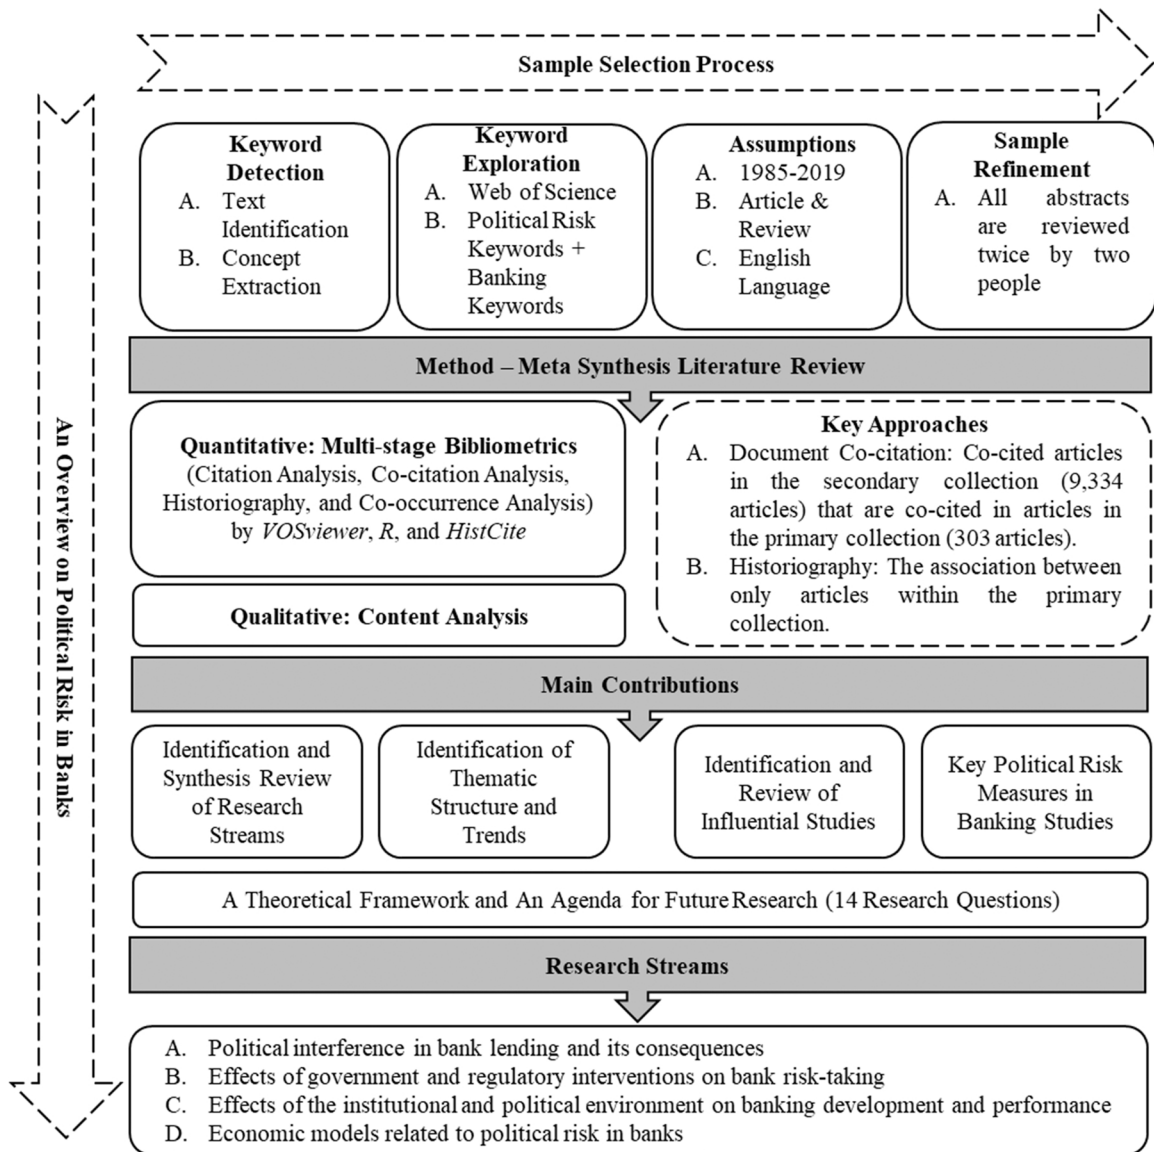 Sample Selection Process
An Overview on Political Risk in Banks
Keyword
Detection
A. Text
Identification
B. Concept
Extraction
Keyword
Exploration
A. Web of Science
B. Political Risk
Keywords +
Banking
Keywords
Assumptions
A. 1985-2019
B. Article &
Review
C. English
Language
Sample
Refinement
A. All abstracts
are reviewed
twice by two
people
Method – Meta Synthesis Literature Review
Quantitative: Multi-stage Bibliometrics
(Citation Analysis, Co-citation Analysis,
Historiography, and Co-occurrence Analysis)
by VOSviewer, R, and HistCite
Qualitative: Content Analysis
Key Approaches
A. Document Co-citation: Co-cited articles
in the secondary collection (9,334
articles) that are co-cited in articles in
the primary collection (303 articles).
B. Historiography: The association between
only articles within the primary
collection.
Main Contributions
Identification and
Synthesis Review
of Research
Streams
Identification of
Thematic
Structure and
Trends
Identification and
Review of
Influential Studies
Key Political Risk
Measures in
Banking Studies
A Theoretical Framework and An Agenda for Future Research (14 Research Questions)
Research Streams
A. Political interference in bank lending and its consequences
B. Effects of government and regulatory interventions on bank risk-taking
C. Effects of the institutional and political environment on banking development and performance
D. Economic models related to political risk in banks